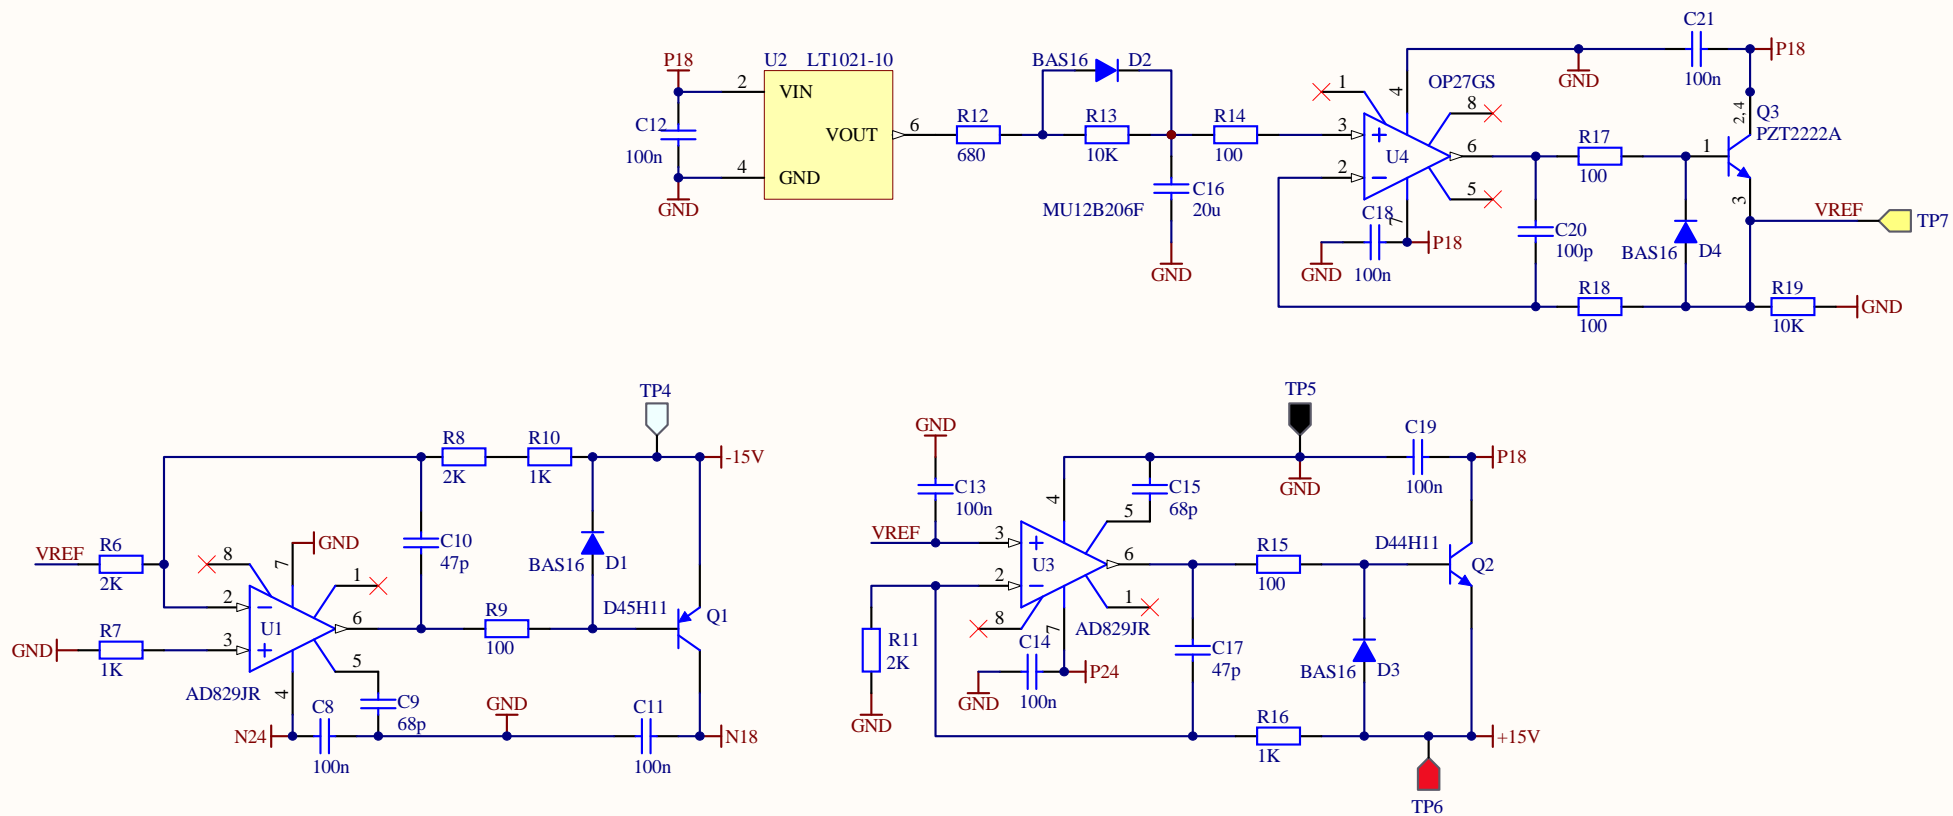 C21
P18
100n
GND
U2 LT1021-10
P18
2
VIN
C12
100n
VOUT
6
4
GND
GND
BAS16
D2
R12
680
R13
10K
R14
100
C16
20u
MU12B206F
GND
1
4
OP27GS
8
3
U4
6
2
5
7
C18
100n
GND
P18
R17
100
C20
100p
R18
100
BAS16
D4
1
2, 4
Q3
PZT2222A
3
VREF
TP7
R19
10K
GND
TP4
R8
2K
R10
1K
-15V
VREF
R6
2K
8
7
GND
1
C10
47p
BAS16
D1
2
U1
6
3
R7
1K
GND
R9
100
D45H11
Q1
5
AD829JR
4
N24
C8
100n
C9
68p
GND
C11
100n
N18
TP5
GND
C13
100n
VREF
3
4
C15
68p
5
GND
C19
100n
P18
U3
6
2
8
1
7
AD829JR
R11
2K
GND
C14
100n
GND
P24
R15
100
C17
47p
R16
1K
BAS16
D3
D44H11
Q2
+15V
TP6